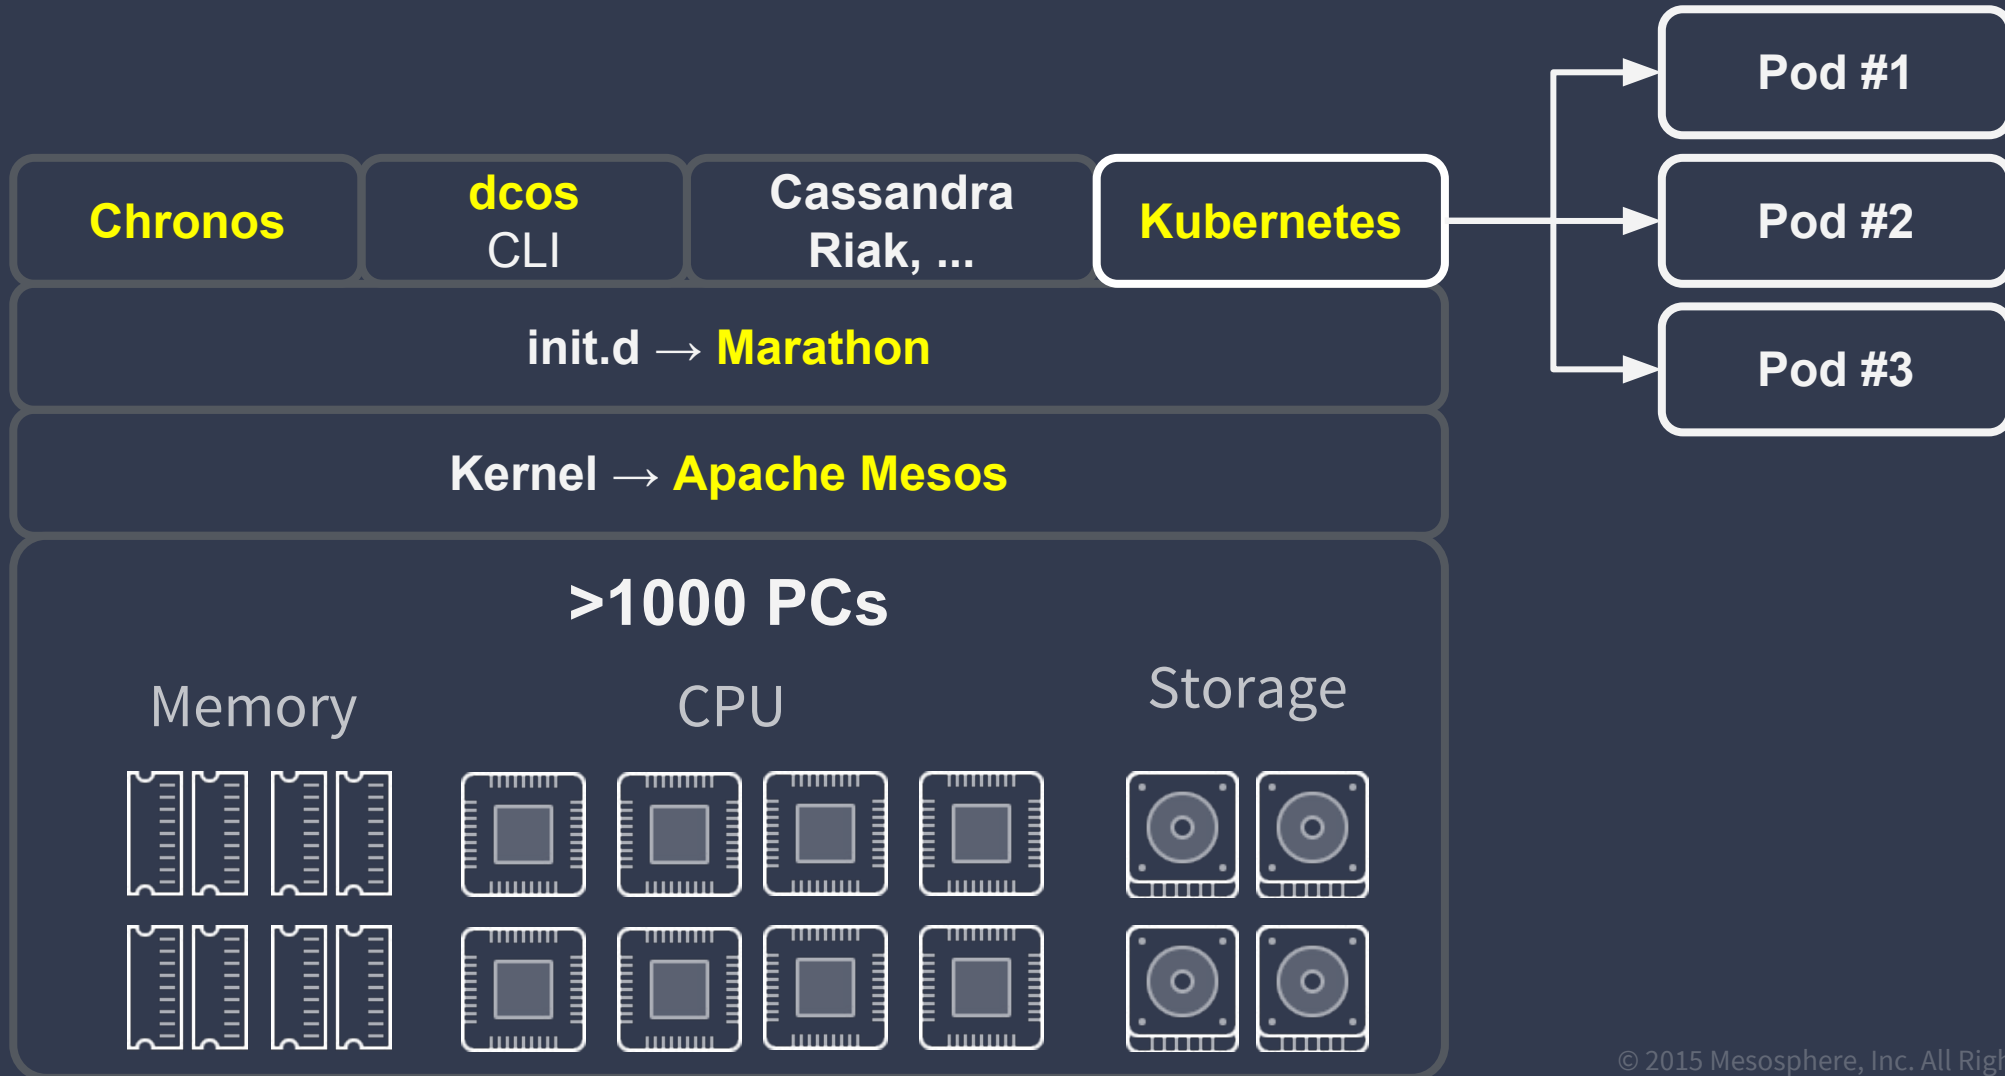 Pod #1
Chronos
dcos
CLI
Cassandra
Riak, ...
Kubernetes
Pod #2
init.d → Marathon
Pod #3
Kernel → Apache Mesos
>1000 PCs
Memory
CPU
Storage
© 2015 Mesosphere, Inc. All